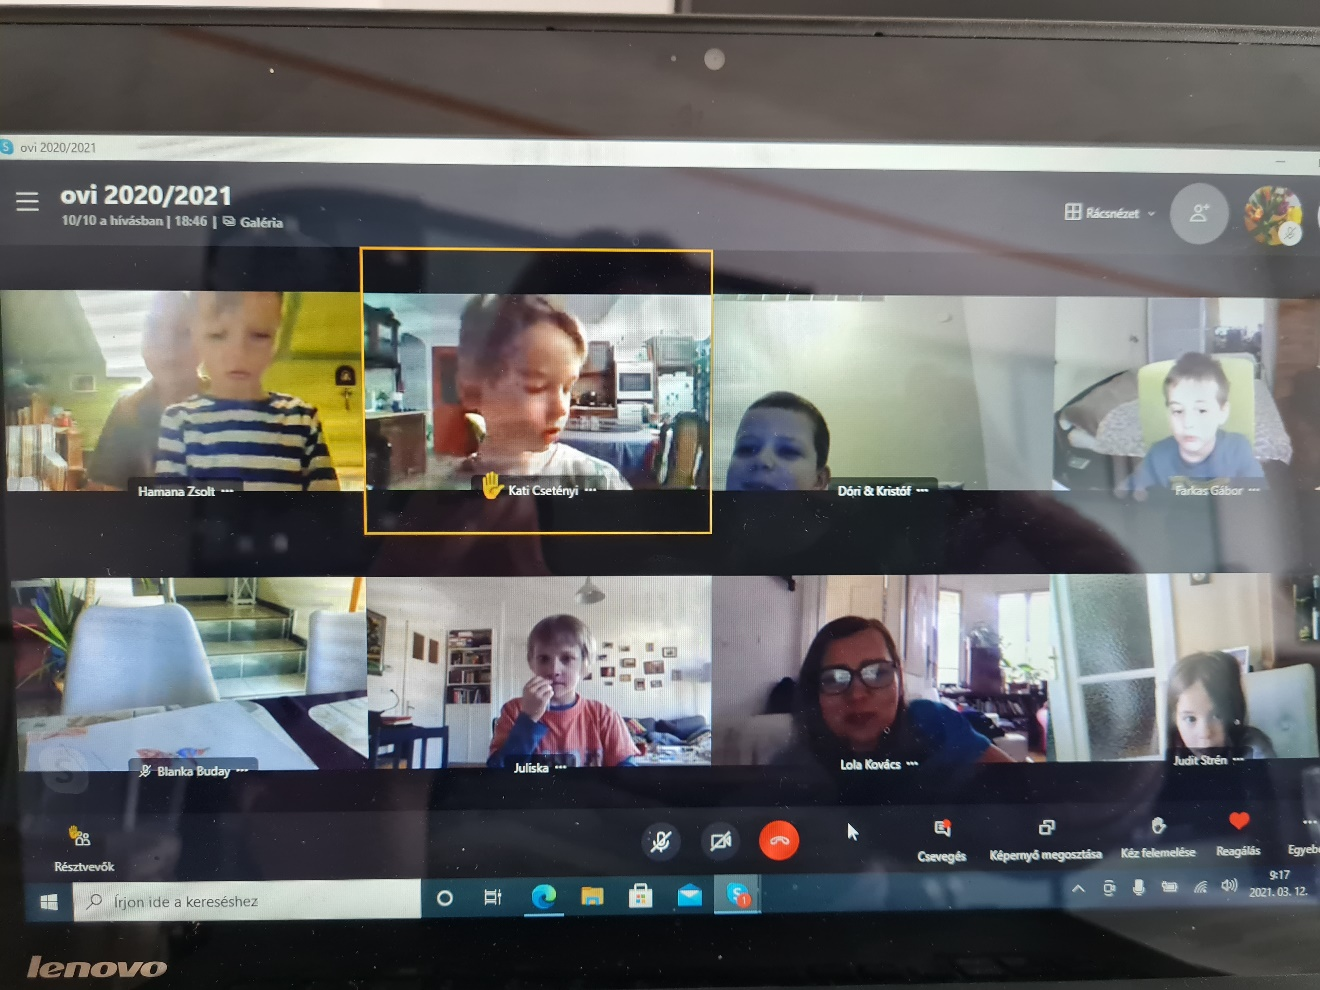 ovi 2020/2021
ovi 2020/2021
10/10 a hívásban | 18:46 | Galéria
Rácsnézet
Hamana Zsolt ···
Kati Csetényi ···
Dóri & Kristóf ···
Farkas Gábor ···
Blanka Buday ···
Juliska ···
Lola Kovács ···
Judit Strén ···
Résztvevők
Csevegés
Képernyő megosztása
Kéz felemelése
Reagálás
Egyebe
Írjon ide a kereséshez
1
9:17
2021. 03. 12.
lenovo